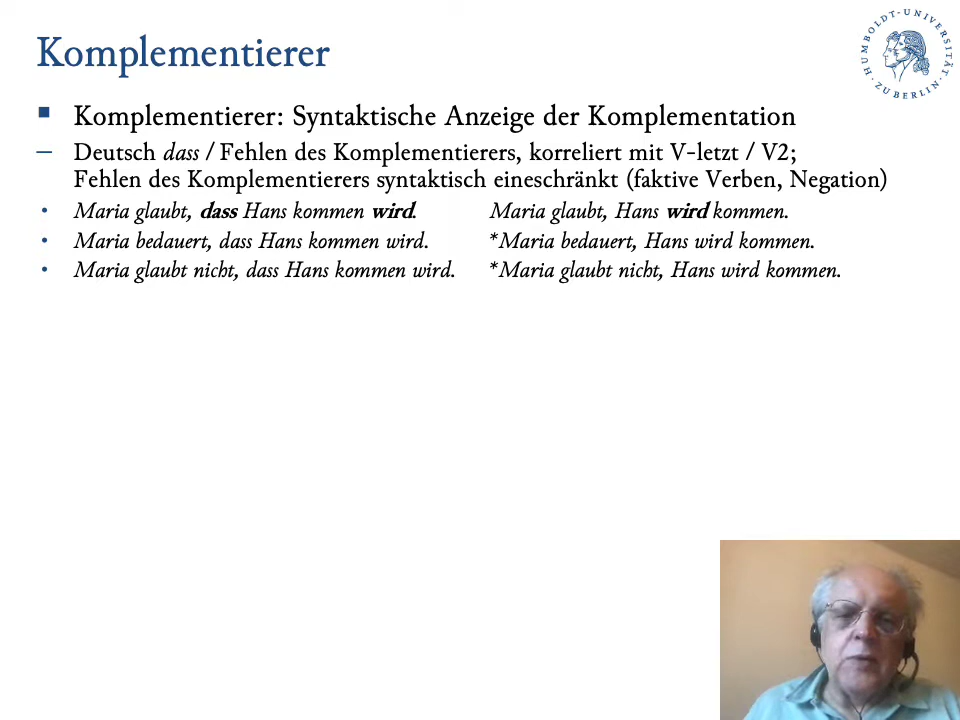 Komplementierer
HUMBOLDT-UNIVERSITÄT ZU BERLIN
Komplementierer: Syntaktische Anzeige der Komplementation
Deutsch dass / Fehlen des Komplementierers, korreliert mit V-letzt / V2;
Fehlen des Komplementierers syntaktisch eineschränkt (faktive Verben, Negation)
Maria glaubt, dass Hans kommen wird. Maria glaubt, Hans wird kommen.
Maria bedauert, dass Hans kommen wird. *Maria bedauert, Hans wird kommen.
Maria glaubt nicht, dass Hans kommen wird. *Maria glaubt nicht, Hans wird kommen.